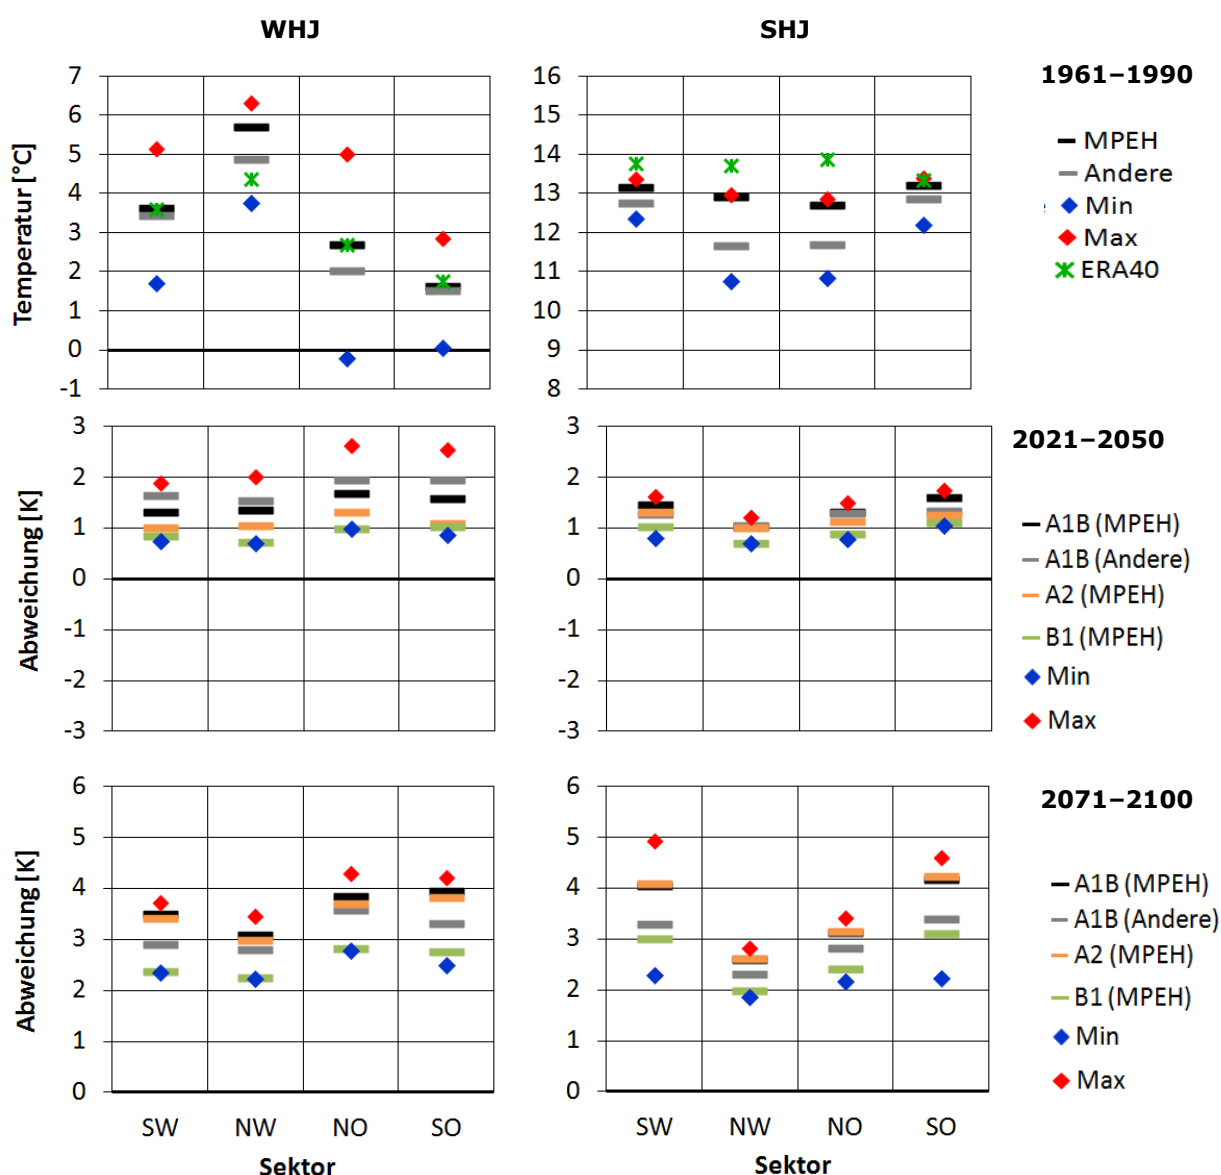 WHJ
SHJ
1961–1990
Temperatur [°C]
7
6
5
4
3
2
1
0
-1
16
15
14
13
12
11
10
9
8
MPEH
Andere
Min
Max
ERA40
2021–2050
Abweichung [K]
3
2
1
0
-1
-2
-3
3
2
1
0
-1
-2
-3
A1B (MPEH)
A1B (Andere)
A2 (MPEH)
B1 (MPEH)
Min
Max
2071–2100
Abweichung [K]
6
5
4
3
2
1
0
6
5
4
3
2
1
0
A1B (MPEH)
A1B (Andere)
A2 (MPEH)
B1 (MPEH)
Min
Max
SW NW NO SO
SW NW NO SO
Sektor
Sektor